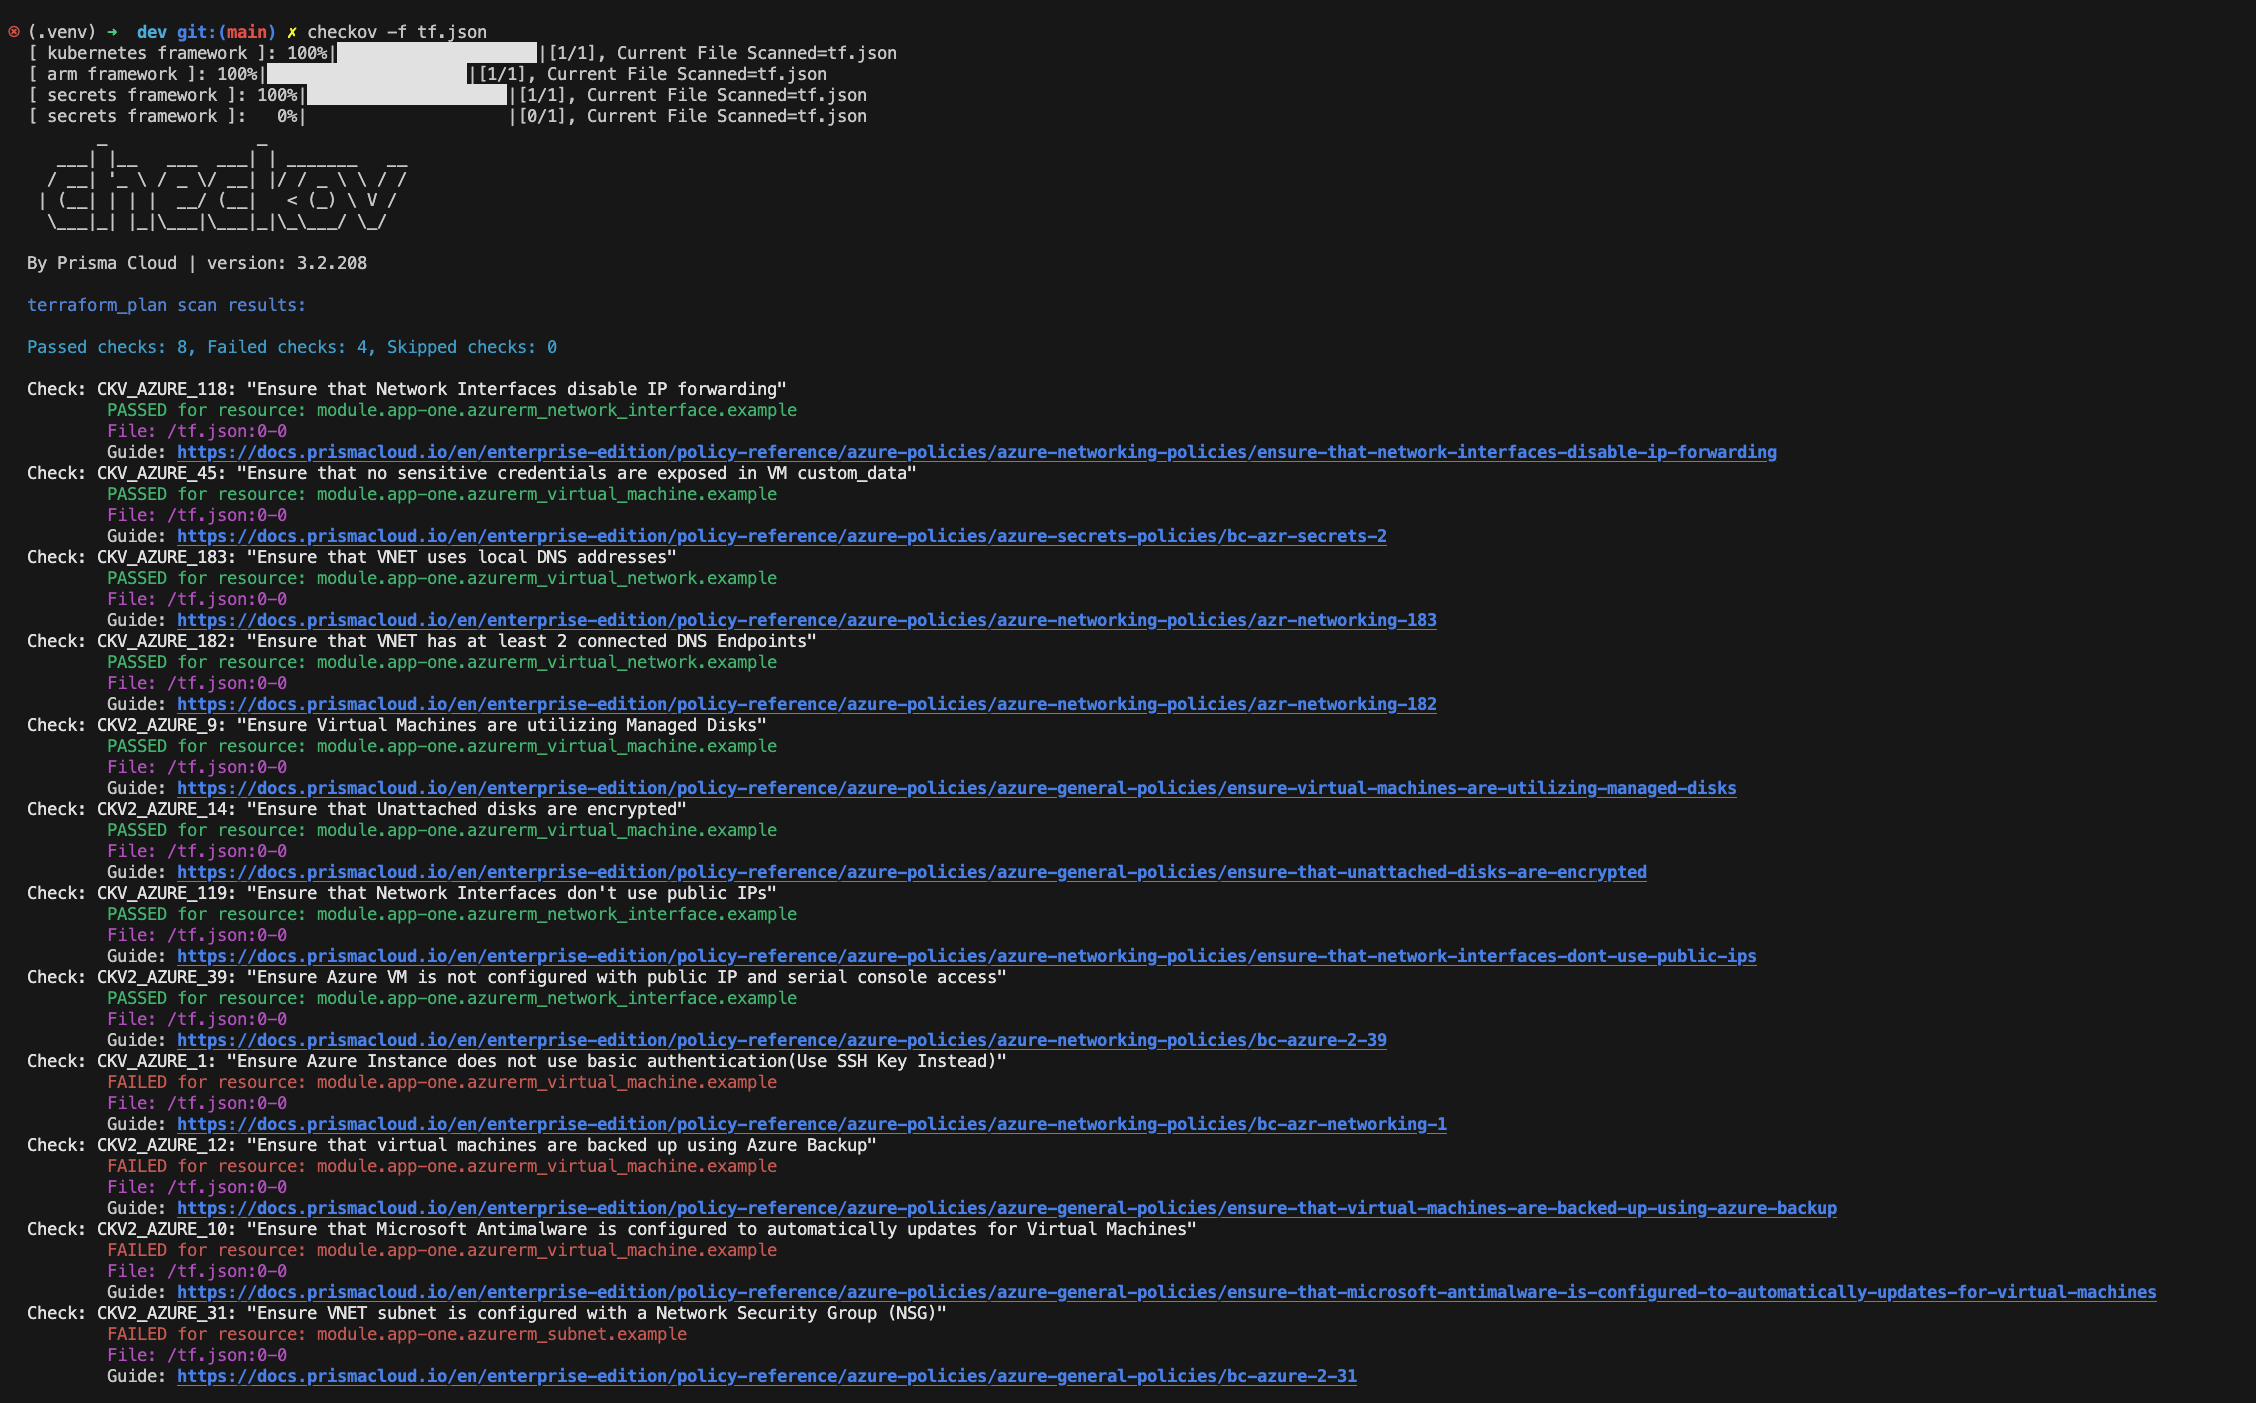 (.venv) ➜  dev git:(main) ✗ checkov -f tf.json
[ kubernetes framework ]: 100%|████████████████████|[1/1], Current File Scanned=tf.json
[ arm framework ]: 100%|████████████████████|[1/1], Current File Scanned=tf.json
[ secrets framework ]: 100%|████████████████████|[1/1], Current File Scanned=tf.json
[ secrets framework ]:   0%|                    |[0/1], Current File Scanned=tf.json
checkov
By Prisma Cloud | version: 3.2.208
terraform_plan scan results:
Passed checks: 8, Failed checks: 4, Skipped checks: 0
Check: CKV_AZURE_118: "Ensure that Network Interfaces disable IP forwarding"
PASSED for resource: module.app-one.azurerm_network_interface.example
File: /tf.json:0-0
Guide: https://docs.prismacloud.io/en/enterprise-edition/policy-reference/azure-policies/azure-networking-policies/ensure-that-network-interfaces-disable-ip-forwarding
Check: CKV_AZURE_45: "Ensure that no sensitive credentials are exposed in VM custom_data"
PASSED for resource: module.app-one.azurerm_virtual_machine.example
File: /tf.json:0-0
Guide: https://docs.prismacloud.io/en/enterprise-edition/policy-reference/azure-policies/azure-secrets-policies/bc-azr-secrets-2
Check: CKV_AZURE_183: "Ensure that VNET uses local DNS addresses"
PASSED for resource: module.app-one.azurerm_virtual_network.example
File: /tf.json:0-0
Guide: https://docs.prismacloud.io/en/enterprise-edition/policy-reference/azure-policies/azure-networking-policies/azr-networking-183
Check: CKV_AZURE_182: "Ensure that VNET has at least 2 connected DNS Endpoints"
PASSED for resource: module.app-one.azurerm_virtual_network.example
File: /tf.json:0-0
Guide: https://docs.prismacloud.io/en/enterprise-edition/policy-reference/azure-policies/azure-networking-policies/azr-networking-182
Check: CKV2_AZURE_9: "Ensure Virtual Machines are utilizing Managed Disks"
PASSED for resource: module.app-one.azurerm_virtual_machine.example
File: /tf.json:0-0
Guide: https://docs.prismacloud.io/en/enterprise-edition/policy-reference/azure-policies/azure-general-policies/ensure-virtual-machines-are-utilizing-managed-disks
Check: CKV2_AZURE_14: "Ensure that Unattached disks are encrypted"
PASSED for resource: module.app-one.azurerm_virtual_machine.example
File: /tf.json:0-0
Guide: https://docs.prismacloud.io/en/enterprise-edition/policy-reference/azure-policies/azure-general-policies/ensure-that-unattached-disks-are-encrypted
Check: CKV_AZURE_119: "Ensure that Network Interfaces don't use public IPs"
PASSED for resource: module.app-one.azurerm_network_interface.example
File: /tf.json:0-0
Guide: https://docs.prismacloud.io/en/enterprise-edition/policy-reference/azure-policies/azure-networking-policies/ensure-that-network-interfaces-dont-use-public-ips
Check: CKV2_AZURE_39: "Ensure Azure VM is not configured with public IP and serial console access"
PASSED for resource: module.app-one.azurerm_network_interface.example
File: /tf.json:0-0
Guide: https://docs.prismacloud.io/en/enterprise-edition/policy-reference/azure-policies/azure-networking-policies/bc-azure-2-39
Check: CKV_AZURE_1: "Ensure Azure Instance does not use basic authentication(Use SSH Key Instead)"
FAILED for resource: module.app-one.azurerm_virtual_machine.example
File: /tf.json:0-0
Guide: https://docs.prismacloud.io/en/enterprise-edition/policy-reference/azure-policies/azure-networking-policies/bc-azr-networking-1
Check: CKV2_AZURE_12: "Ensure that virtual machines are backed up using Azure Backup"
FAILED for resource: module.app-one.azurerm_virtual_machine.example
File: /tf.json:0-0
Guide: https://docs.prismacloud.io/en/enterprise-edition/policy-reference/azure-policies/azure-general-policies/ensure-that-virtual-machines-are-backed-up-using-azure-backup
Check: CKV2_AZURE_10: "Ensure that Microsoft Antimalware is configured to automatically updates for Virtual Machines"
FAILED for resource: module.app-one.azurerm_virtual_machine.example
File: /tf.json:0-0
Guide: https://docs.prismacloud.io/en/enterprise-edition/policy-reference/azure-policies/azure-general-policies/ensure-that-microsoft-antimalware-is-configured-to-automatically-updates-for-virtual-machines
Check: CKV2_AZURE_31: "Ensure VNET subnet is configured with a Network Security Group (NSG)"
FAILED for resource: module.app-one.azurerm_subnet.example
File: /tf.json:0-0
Guide: https://docs.prismacloud.io/en/enterprise-edition/policy-reference/azure-policies/azure-general-policies/bc-azure-2-31